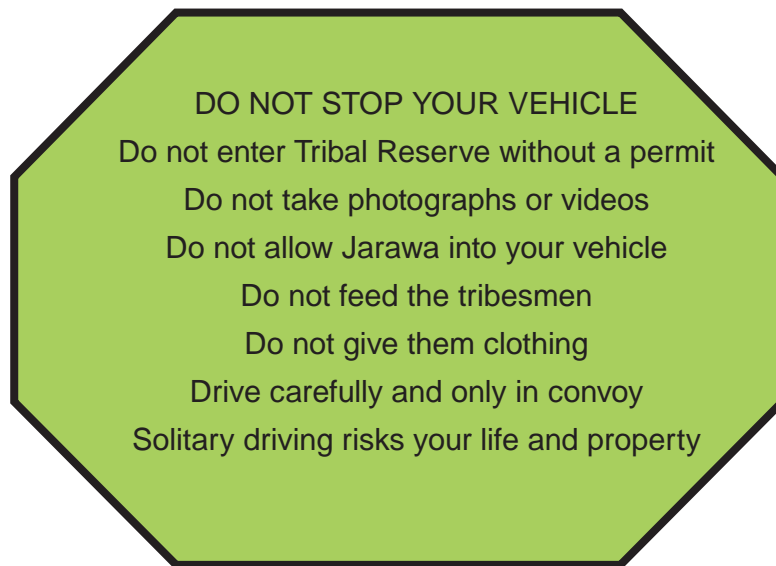 DO NOT STOP YOUR VEHICLE
Do not enter Tribal Reserve without a permit
Do not take photographs or videos
Do not allow Jarawa into your vehicle
Do not feed the tribesmen
Do not give them clothing
Drive carefully and only in convoy
Solitary driving risks your life and property